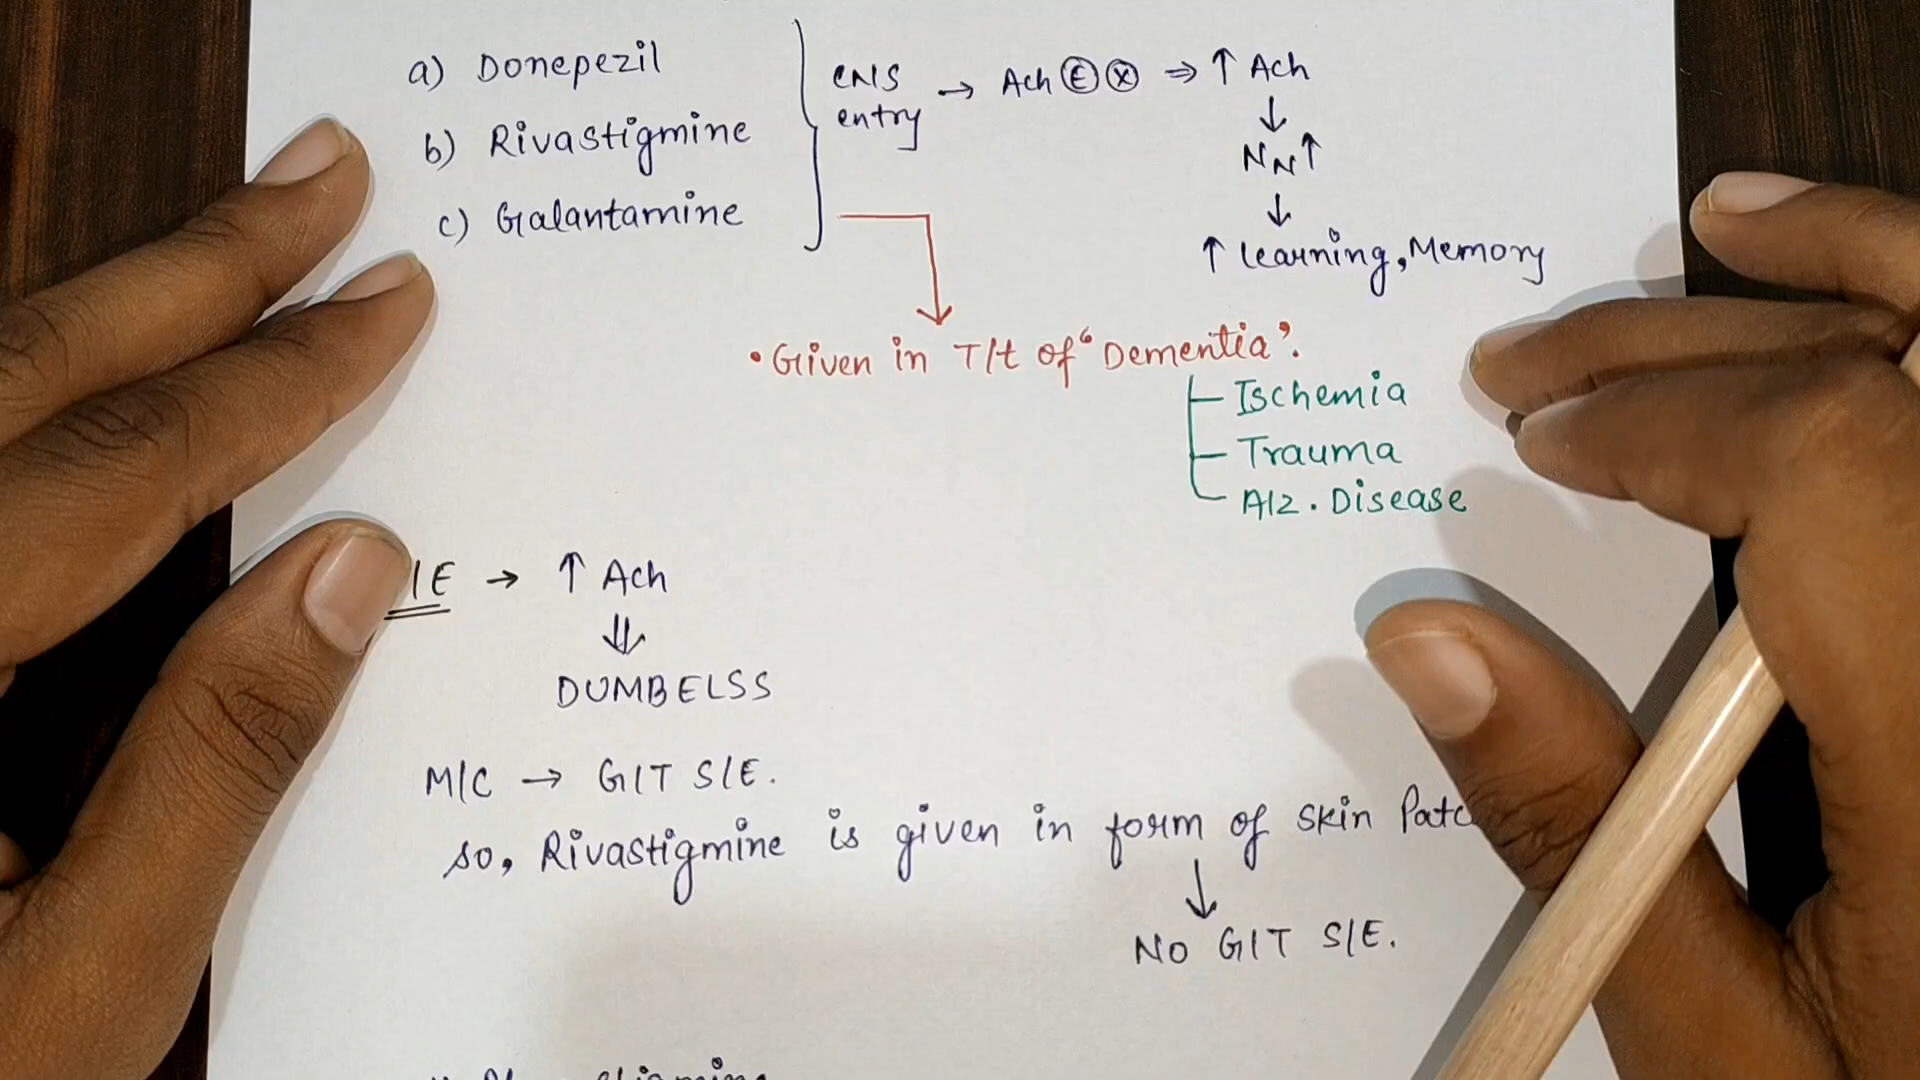 a) Donepezil
b) Rivastigmine
c) Galantamine
CNS entry → Ach Ⓔ ⓧ ⇒ ↑ Ach
↓
NN↑
↓
↑ learning, Memory
• Given in T/t of “Dementia”.
Ischemia
Trauma
Alz. Disease
/E → ↑ Ach
⇓
DUMBELSS
M/C → GIT S/E.
so, Rivastigmine is given in form of skin Patc
↓
NO GIT S/E.